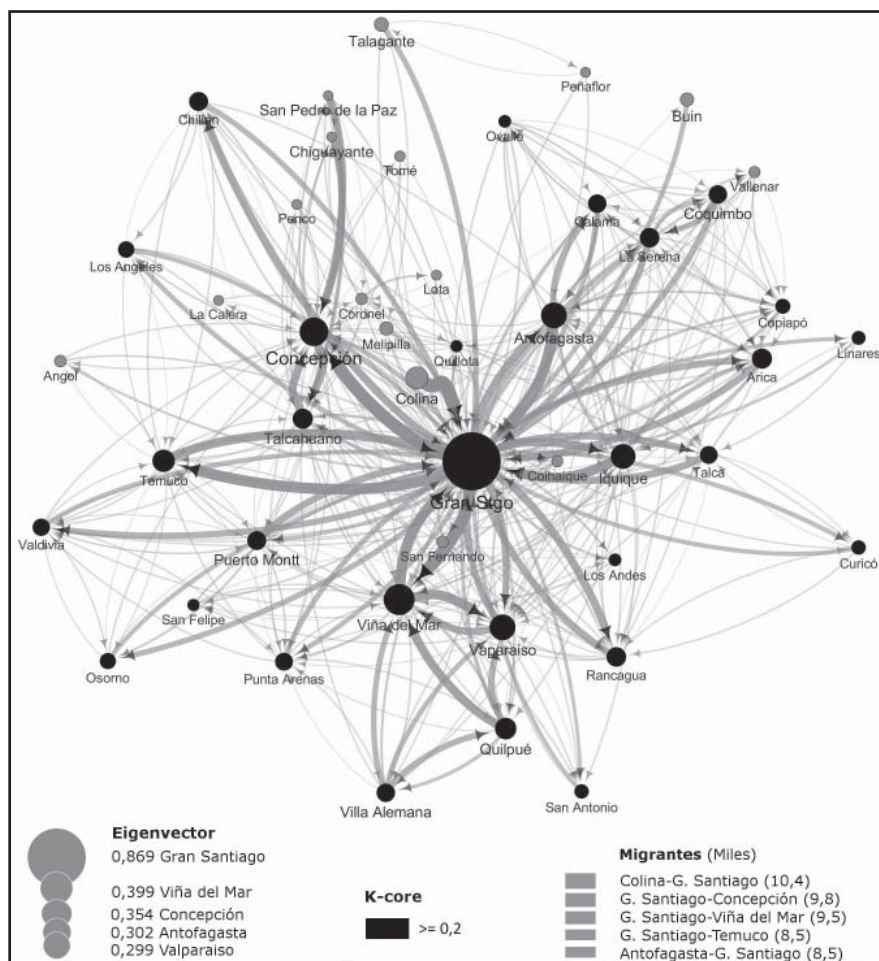 Talagante
Peñaflor
San Pedro de la Paz
Buin
Chillán
Ovalle
Chiguayante
Tomé
Vallenar
Penco
Calama
Coquimbo
La Serena
Los Angeles
Lota
La Calera
Coronel
Copiapó
Antofagasta
Concepción
Melipilla
Quillota
Linares
Angol
Arica
Colina
Talcahuano
Temuco
Coihaique
Iquique
Talca
Gran Stgo
Valdivia
Puerto Montt
San Fernando
Los Andes
Curicó
San Felipe
Viña del Mar
Vaparaiso
Osorno
Punta Arenas
Rancagua
Quilpué
Villa Alemana
San Antonio
Eigenvector
0,869 Gran Santiago
0,399 Viña del Mar
0,354 Concepción
0,302 Antofagasta
0,299 Valparaiso
K-core
>= 0,2
Migrantes (Miles)
Colina-G. Santiago (10,4)
G. Santiago-Concepción (9,8)
G. Santiago-Viña del Mar (9,5)
G. Santiago-Temuco (8,5)
Antofagasta-G. Santiago (8,5)